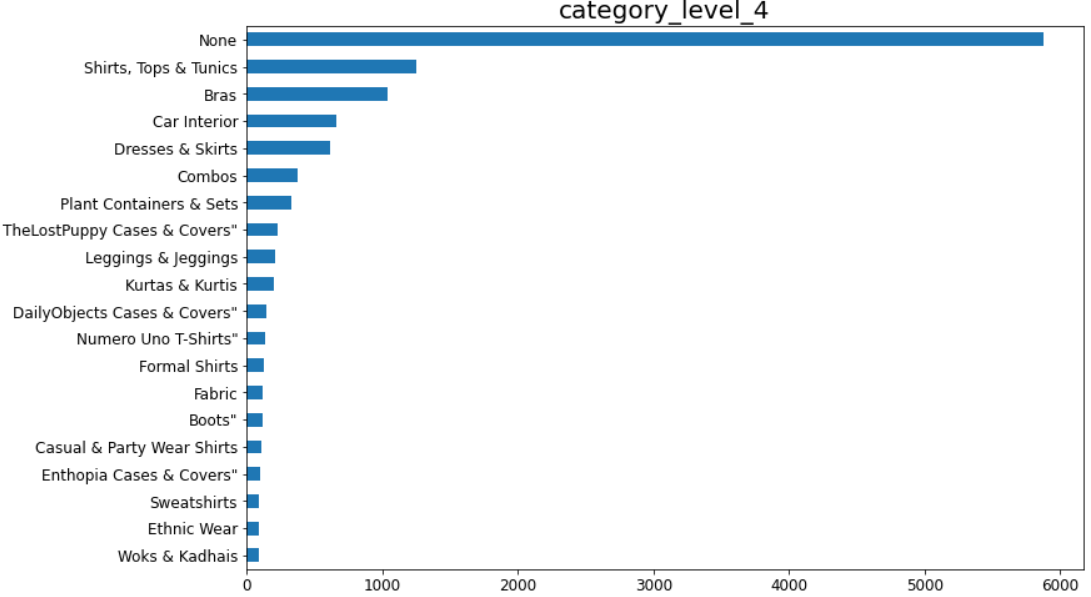 category_level_4
None
Shirts, Tops & Tunics
Bras
Car Interior
Dresses & Skirts
Combos
Plant Containers & Sets
TheLostPuppy Cases & Covers"
Leggings & Jeggings
Kurtas & Kurtis
DailyObjects Cases & Covers"
Numero Uno T-Shirts"
Formal Shirts
Fabric
Boots"
Casual & Party Wear Shirts
Enthopia Cases & Covers"
Sweatshirts
Ethnic Wear
Woks & Kadhais
0 1000 2000 3000 4000 5000 6000